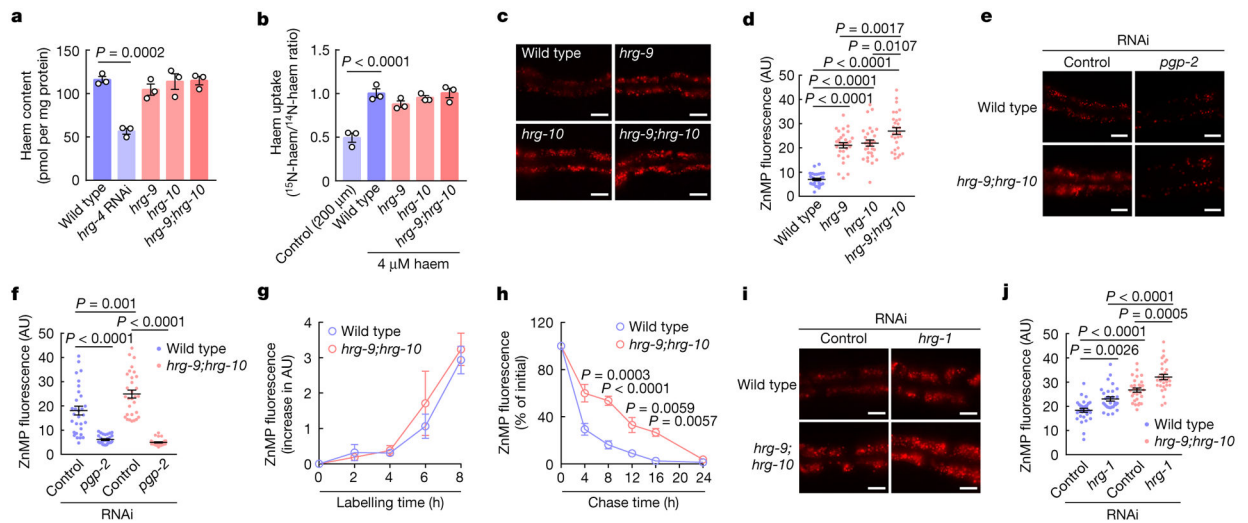 a
Haem content
(pmol per mg protein)
150
100
50
0
P = 0.0002
Wild type
hrg-4 RNAi
hrg-9
hrg-10
hrg-9;hrg-10
b
Haem uptake
(15N-haem/14N-haem ratio)
1.5
1.0
0.5
0
P < 0.0001
Control (200 μm)
Wild type
hrg-9
hrg-10
hrg-9;hrg-10
4 μM haem
c
Wild type
hrg-9
hrg-10
hrg-9;hrg-10
d
ZnMP fluorescence (AU)
50
40
30
20
10
0
P = 0.0017
P = 0.0107
P < 0.0001
P < 0.0001
P < 0.0001
Wild type
hrg-9
hrg-10
hrg-9;hrg-10
e
RNAi
Control
pgp-2
Wild type
hrg-9;hrg-10
f
ZnMP fluorescence (AU)
50
40
30
20
10
0
P = 0.001
P < 0.0001
P < 0.0001
Wild type
hrg-9;hrg-10
Control
pgp-2
Control
pgp-2
RNAi
g
ZnMP fluorescence
(increase in AU)
4
3
2
1
0
Wild type
hrg-9;hrg-10
0 2 4 6 8
Labelling time (h)
h
ZnMP fluorescence
(% of initial)
120
80
40
0
Wild type
hrg-9;hrg-10
P = 0.0003
P < 0.0001
P = 0.0059
P = 0.0057
0 4 8 12 16 20 24
Chase time (h)
i
RNAi
Control
hrg-1
Wild type
hrg-9;
hrg-10
j
ZnMP fluorescence (AU)
50
40
30
20
10
0
P < 0.0001
P = 0.0005
P < 0.0001
P = 0.0026
Wild type
hrg-9;hrg-10
Control
hrg-1
Control
hrg-1
RNAi